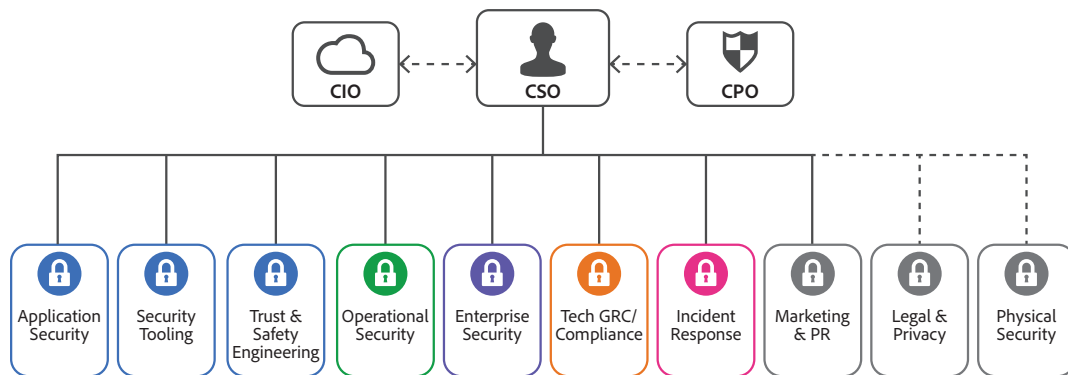 CIO
CSO
CPO
Application
Security
Security
Tooling
Trust &
Safety
Engineering
Operational
Security
Enterprise
Security
Tech GRC/
Compliance
Incident
Response
Marketing
& PR
Legal &
Privacy
Physical
Security